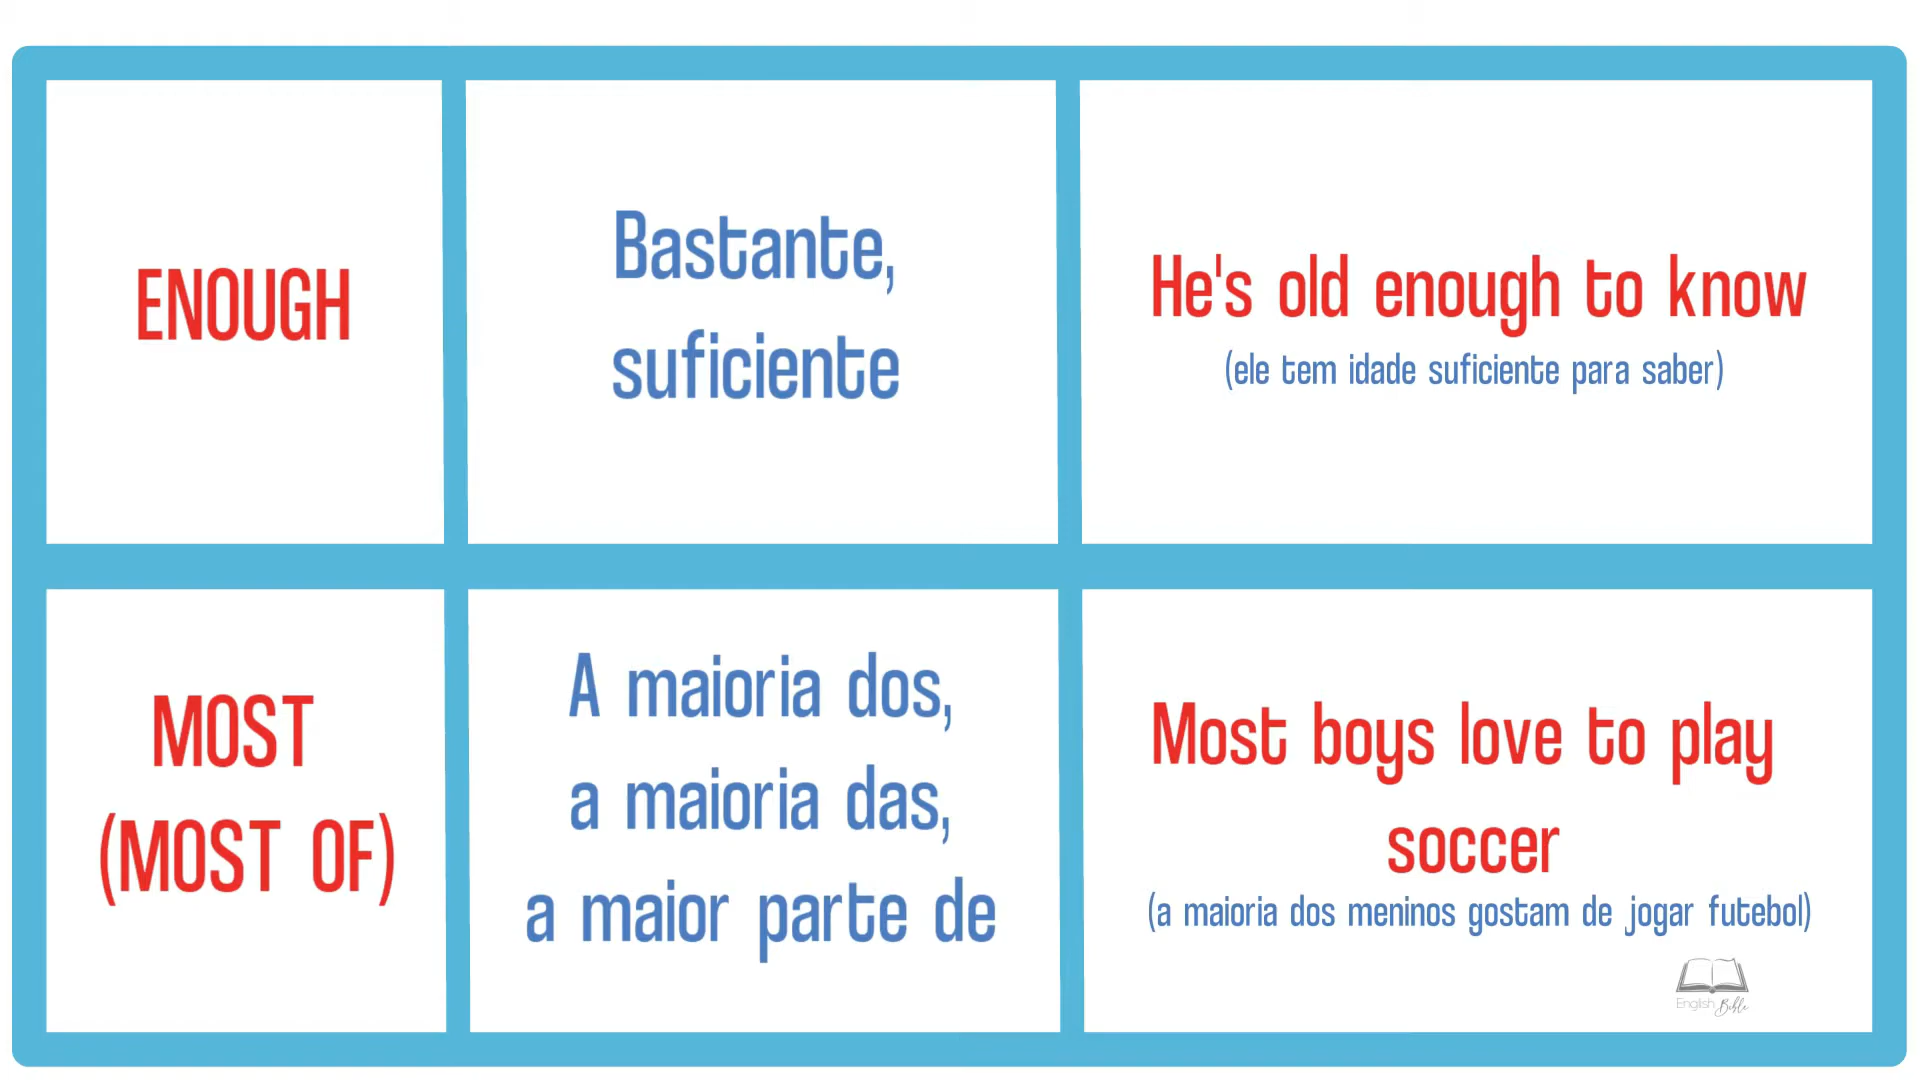 ENOUGH
Bastante,
suficiente
He's old enough to know
(ele tem idade suficiente para saber)
MOST
(MOST OF)
A maioria dos,
a maioria das,
a maior parte de
Most boys love to play
soccer
(a maioria dos meninos gostam de jogar futebol)
English Bible